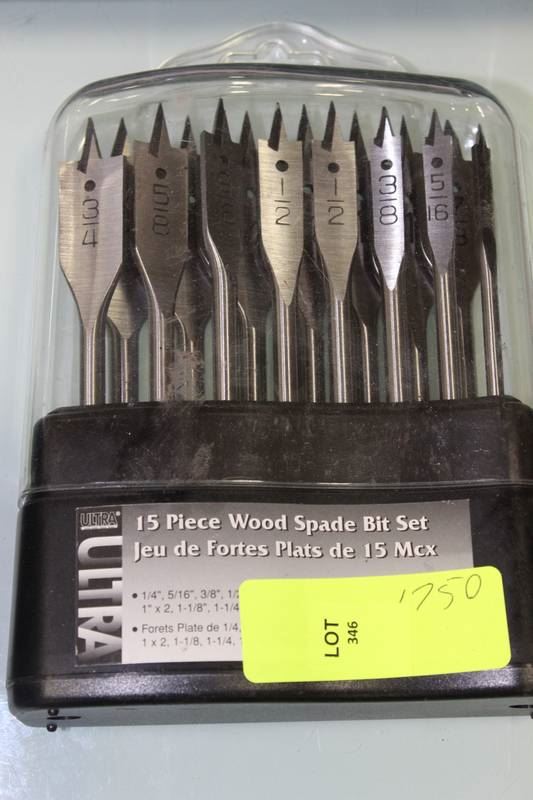 3/4
5/8
1/2
1/2
3/8
5/16
ULTRA
ULTRA
15 Piece Wood Spade Bit Set
Jeu de Fortes Plats de 15 Mcx
• 1/4", 5/16", 3/8",
1" x 2, 1-1/8", 1-1/4
• Forets Plate de 1/4,
1 x 2, 1-1/8, 1-1/4,
LOT
346
1750